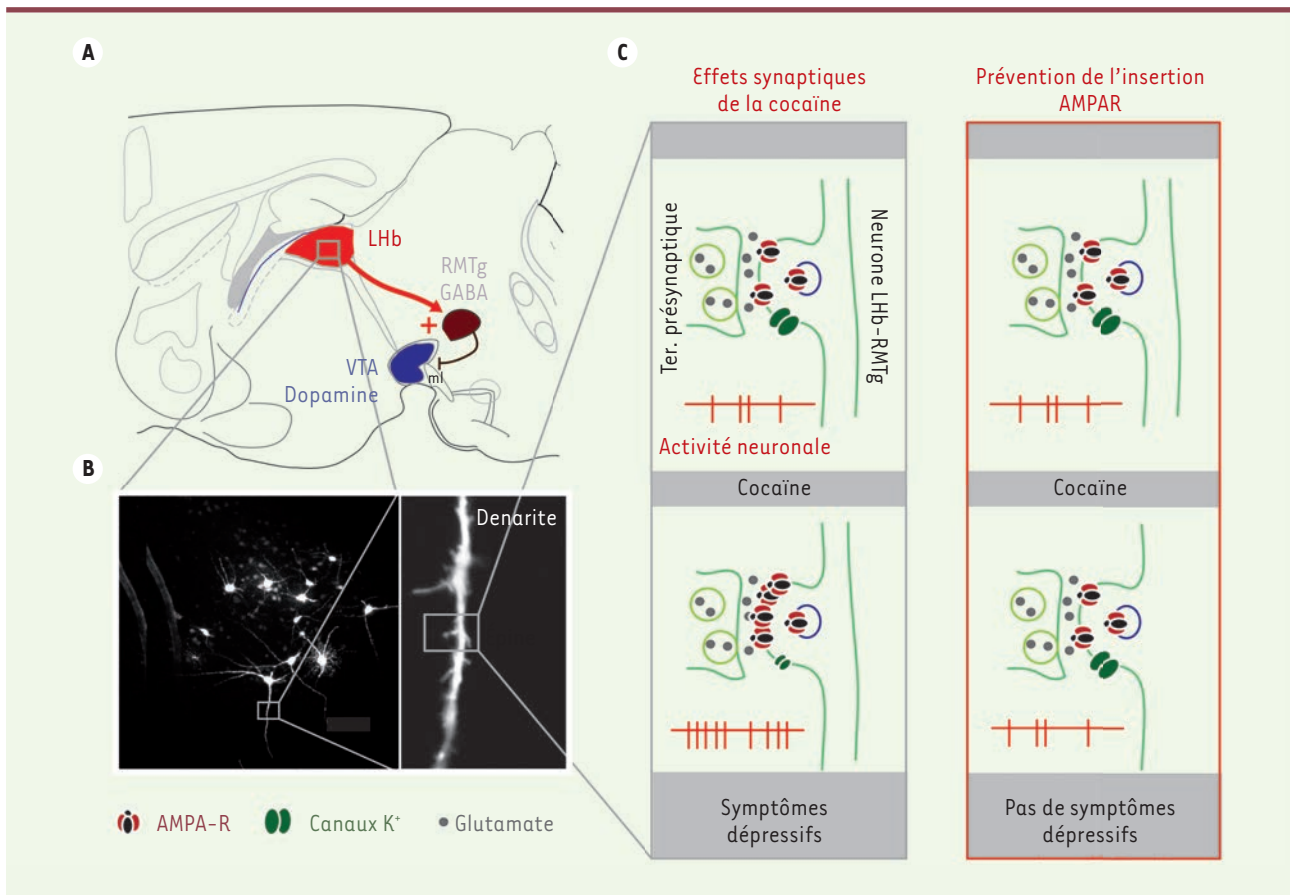 A
LHb
RMTg
GABA
VTA
Dopamine
ml
B
Denarite
AMPA-R
Canaux K⁺
Glutamate
C
Effets synaptiques
de la cocaïne
Ter. présynaptique
Neurone LHb-RMTg
Activité neuronale
Cocaïne
Symptômes
dépressifs
Prévention de l'insertion
AMPAR
Cocaïne
Pas de symptômes
dépressifs